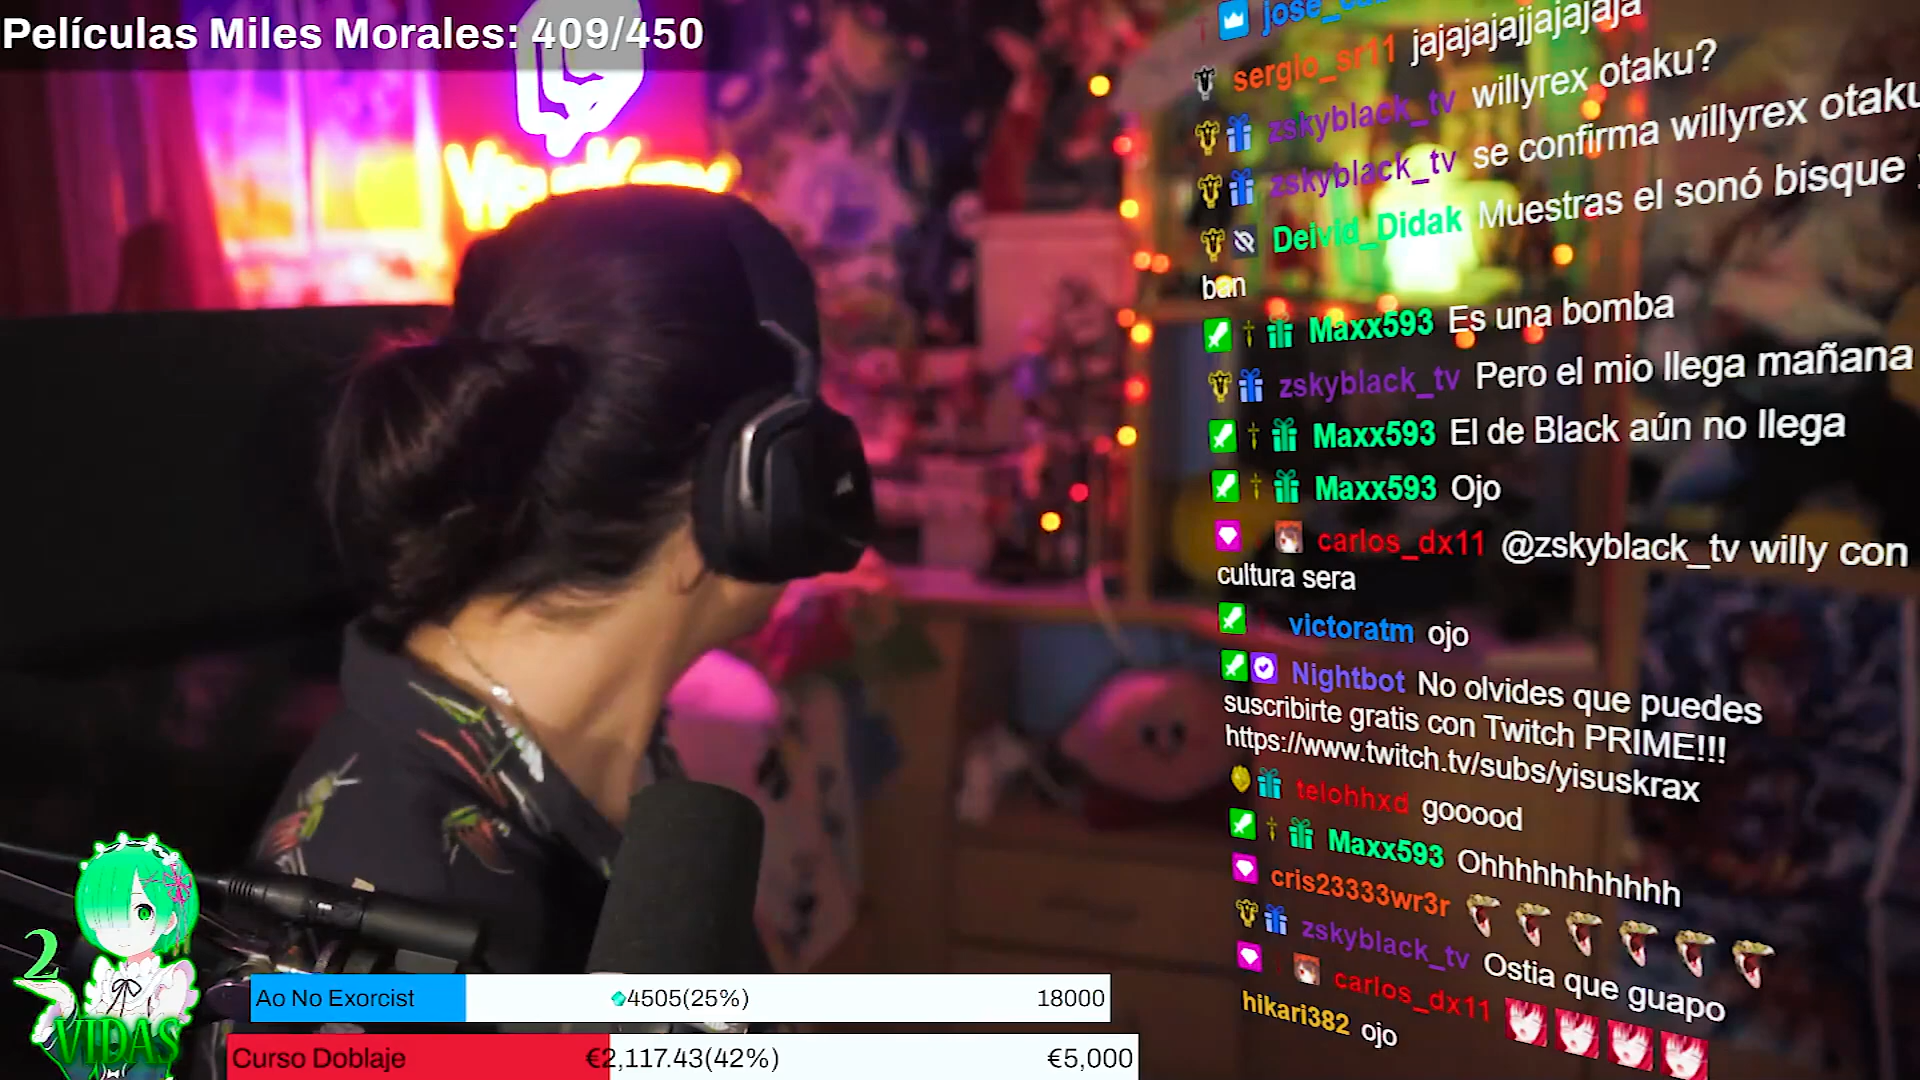 Películas Miles Morales: 409/450
sergio_sr11 jajajajajjajajaja
zskyblack_tv willyrex otaku?
zskyblack_tv se confirma willyrex otaku
Deivid_Didak Muestras el sonó bisque y
ban
Maxx593 Es una bomba
zskyblack_tv Pero el mio llega mañana
Maxx593 El de Black aún no llega
Maxx593 Ojo
carlos_dx11 @zskyblack_tv willy con
cultura sera
victoratm ojo
Nightbot No olvides que puedes
suscribirte gratis con Twitch PRIME!!!
https://www.twitch.tv/subs/yisuskrax
telohhxd gooood
Maxx593 Ohhhhhhhhhhh
cris23333wr3r
zskyblack_tv Ostia que guapo
carlos_dx11
hikari382 ojo
2
VIDAS
Ao No Exorcist 4505(25%) 18000
Curso Doblaje €2,117.43(42%) €5,000